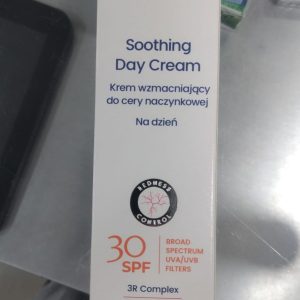 Soothing
Day Cream
Krem wzmacniający
do cery naczynkowej
Na dzień
REDNESS
CONTROL
30
SPF
BROAD
SPECTRUM
UVA/UVB
FILTERS
3R Complex